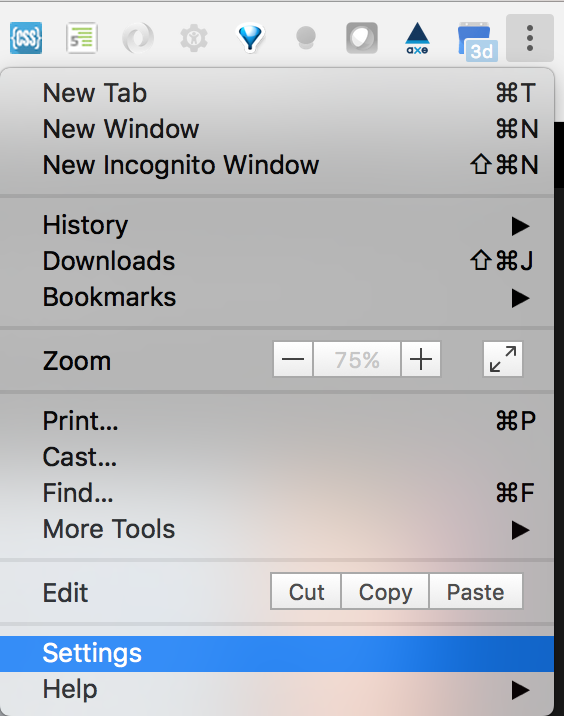 {CSS} S axe 3d
New Tab ⌘T
New Window ⌘N
New Incognito Window ⇧⌘N
History
Downloads ⇧⌘J
Bookmarks
Zoom — 75% +
Print... ⌘P
Cast...
Find... ⌘F
More Tools
Edit Cut Copy Paste
Settings
Help